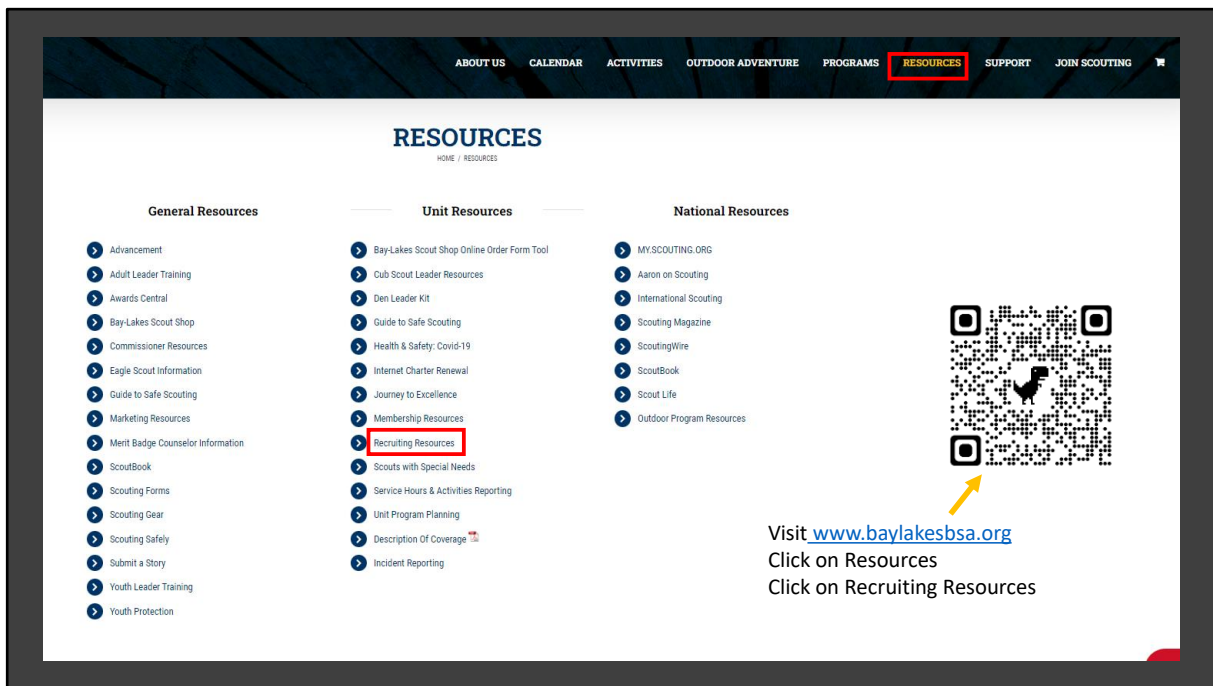 ABOUT US CALENDAR ACTIVITIES OUTDOOR ADVENTURE PROGRAMS RESOURCES SUPPORT JOIN SCOUTING
RESOURCES
HOME / RESOURCES
General Resources
Advancement
Adult Leader Training
Awards Central
Bay-Lakes Scout Shop
Commissioner Resources
Eagle Scout Information
Guide to Safe Scouting
Marketing Resources
Merit Badge Counselor Information
ScoutBook
Scouting Forms
Scouting Gear
Scouting Safely
Submit a Story
Youth Leader Training
Youth Protection
Unit Resources
Bay-Lakes Scout Shop Online Order Form Tool
Cub Scout Leader Resources
Den Leader Kit
Guide to Safe Scouting
Health & Safety: Covid-19
Internet Charter Renewal
Journey to Excellence
Membership Resources
Recruiting Resources
Scouts with Special Needs
Service Hours & Activities Reporting
Unit Program Planning
Description Of Coverage
Incident Reporting
National Resources
MY.SCOUTING.ORG
Aaron on Scouting
International Scouting
Scouting Magazine
ScoutingWire
ScoutBook
Scout Life
Outdoor Program Resources
Visit www.baylakesbsa.org
Click on Resources
Click on Recruiting Resources